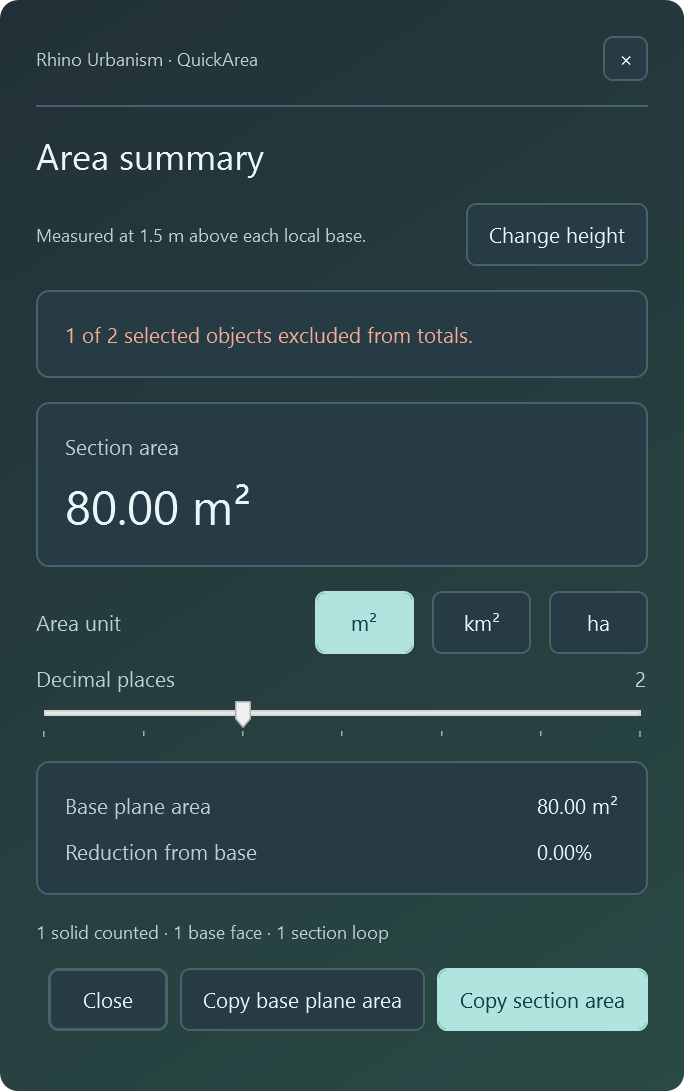 Rhino Urbanism · QuickArea
×
Area summary
Measured at 1.5 m above each local base.
Change height
1 of 2 selected objects excluded from totals.
Section area
80.00 m²
Area unit
m²
km²
ha
Decimal places
2
Base plane area
80.00 m²
Reduction from base
0.00%
1 solid counted · 1 base face · 1 section loop
Close
Copy base plane area
Copy section area